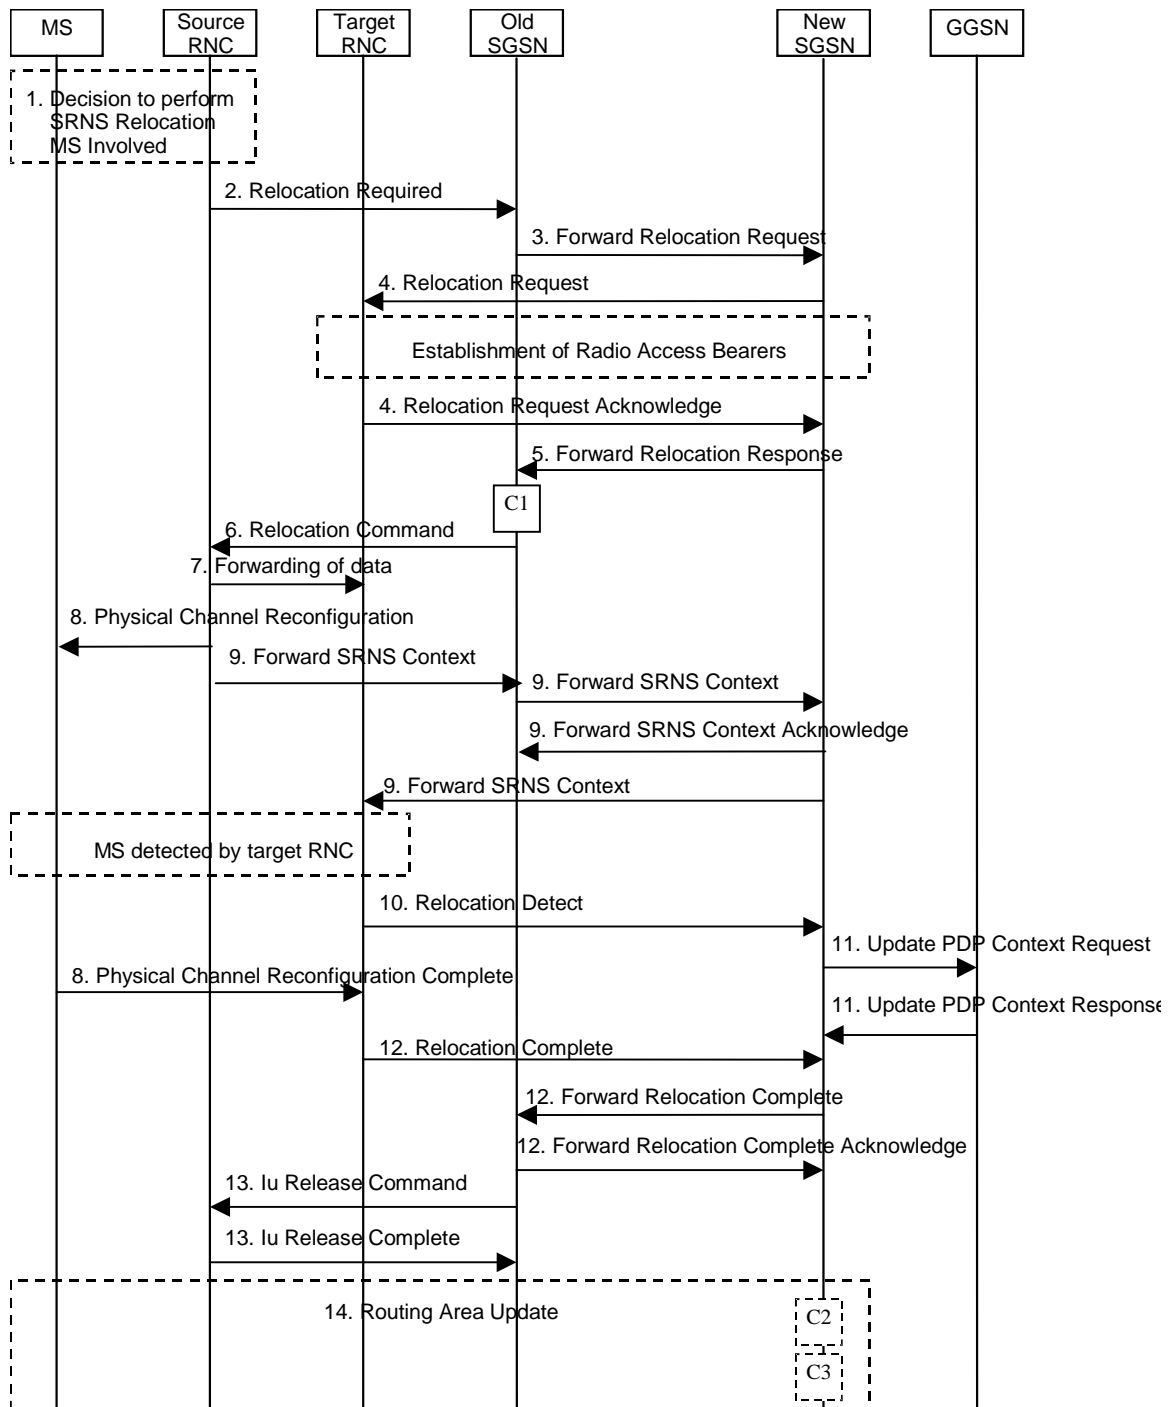 MS
Source
RNC
Target
RNC
Old
SGSN
New
SGSN
GGSN
1. Decision to perform
SRNS Relocation
MS Involved
2. Relocation Required
3. Forward Relocation Request
4. Relocation Request
Establishment of Radio Access Bearers
4. Relocation Request Acknowledge
5. Forward Relocation Response
C1
6. Relocation Command
7. Forwarding of data
8. Physical Channel Reconfiguration
9. Forward SRNS Context
9. Forward SRNS Context
9. Forward SRNS Context Acknowledge
9. Forward SRNS Context
MS detected by target RNC
10. Relocation Detect
11. Update PDP Context Request
8. Physical Channel Reconfiguration Complete
11. Update PDP Context Response
12. Relocation Complete
12. Forward Relocation Complete
12. Forward Relocation Complete Acknowledge
13. Iu Release Command
13. Iu Release Complete
14. Routing Area Update
C2
C3